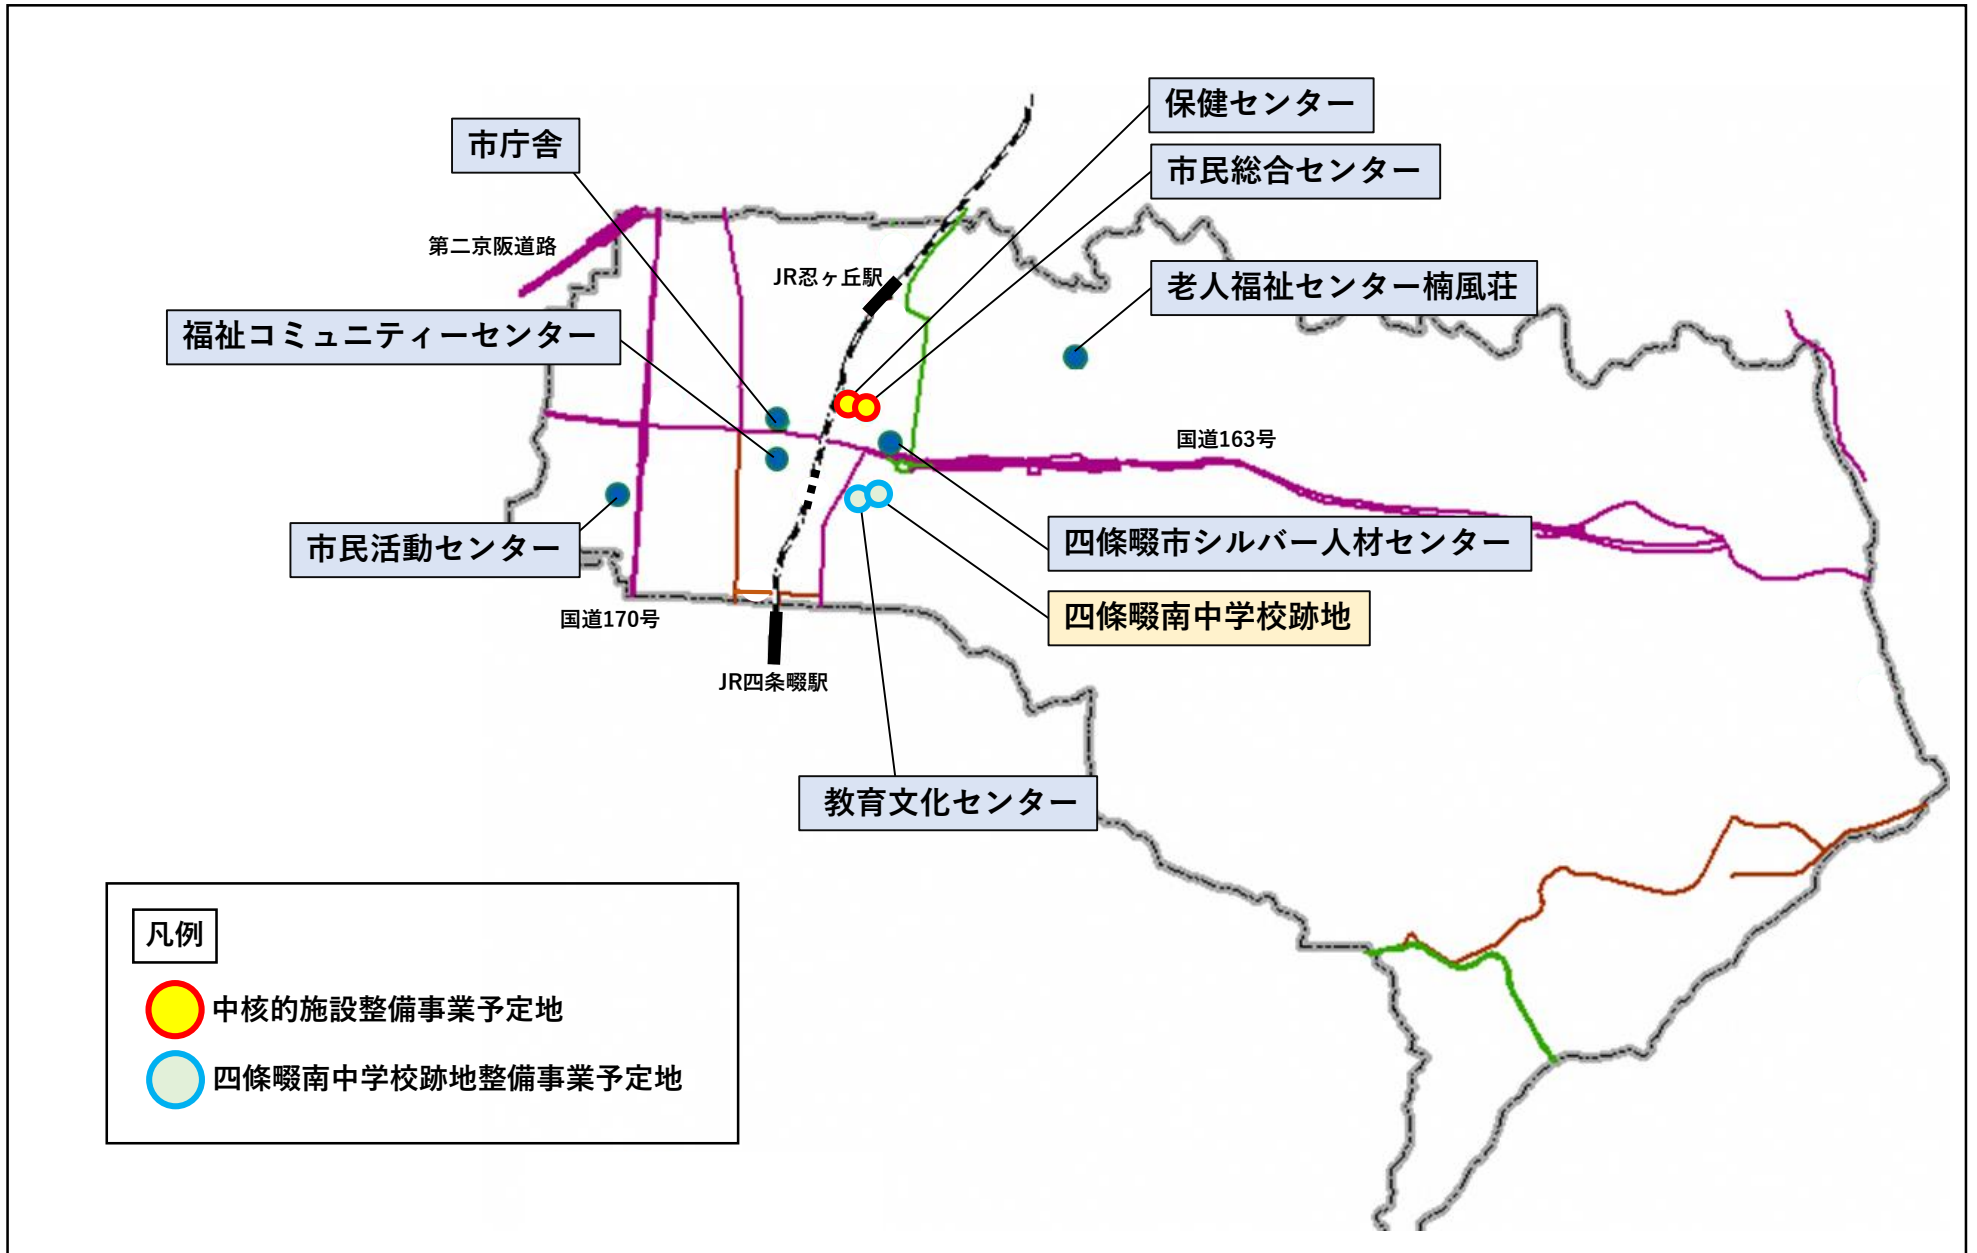 保健センター
市庁舎
市民総合センター
第二京阪道路
JR忍ヶ丘駅
老人福祉センター楠風荘
福祉コミュニティーセンター
国道163号
市民活動センター
四條畷市シルバー人材センター
国道170号
四條畷南中学校跡地
JR四条畷駅
教育文化センター
凡例
中核的施設整備事業予定地
四條畷南中学校跡地整備事業予定地